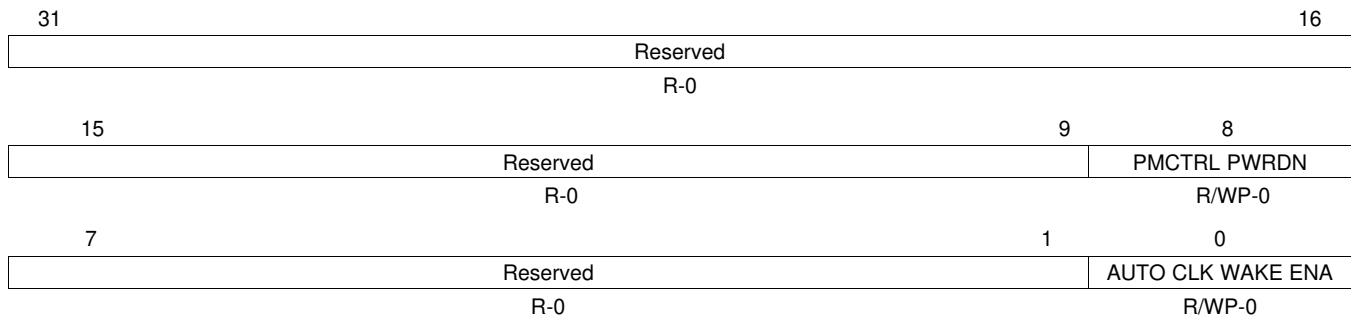 31 16
Reserved
R-0
15 9 8
Reserved PMCTRL PWRDN
R-0 R/WP-0
7 1 0
Reserved AUTO CLK WAKE ENA
R-0 R/WP-0